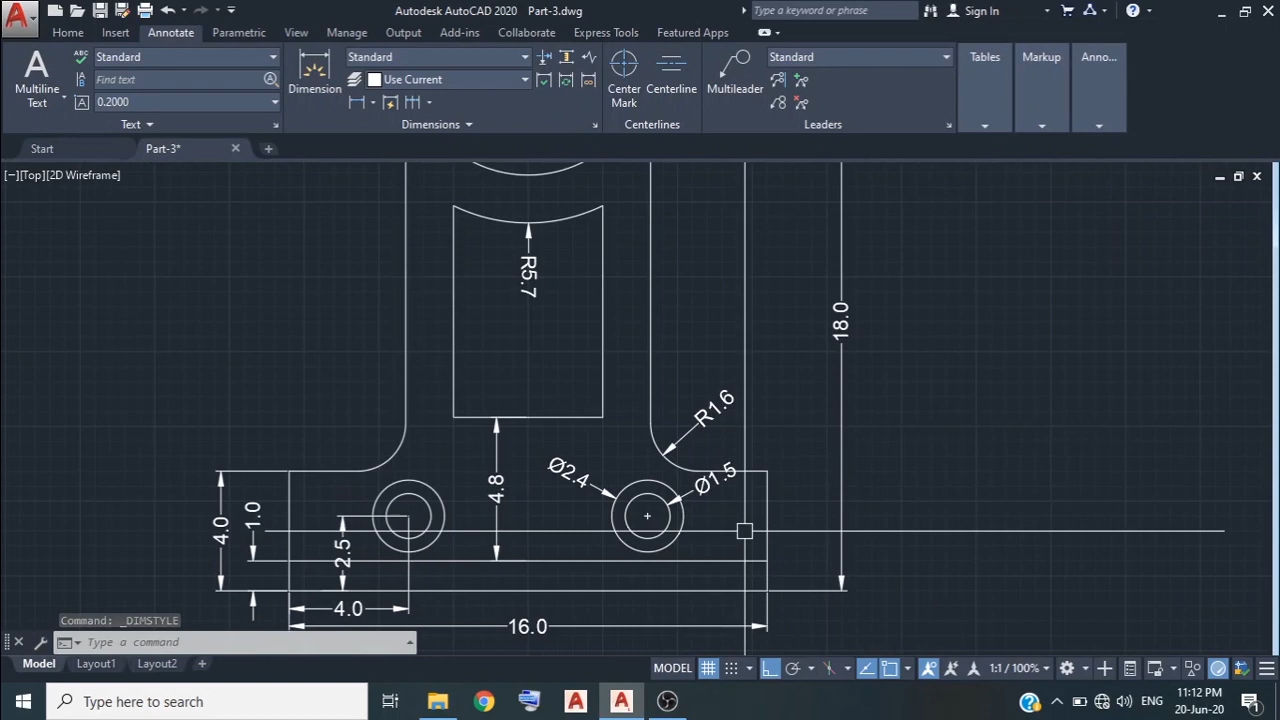 Autodesk AutoCAD 2020 Part-3.dwg
Type a keyword or phrase
Sign In
Home Insert Annotate Parametric View Manage Output Add-ins Collaborate Express Tools Featured Apps
Multiline
Text
Standard
Find text
0.2000
Text
Dimension
Standard
Use Current
Dimensions
Center
Mark
Centerline
Centerlines
Multileader
Standard
Leaders
Tables
Markup
Anno...
Start
Part-3*
[−][Top][2D Wireframe]
R5.7
18.0
R1.6
Ø2.4
Ø1.5
4.8
4.0
1.0
2.5
4.0
16.0
Command: _DIMSTYLE
Type a command
Model Layout1 Layout2
MODEL
1:1 / 100%
Type here to search
ENG
11:12 PM
20-Jun-20
1